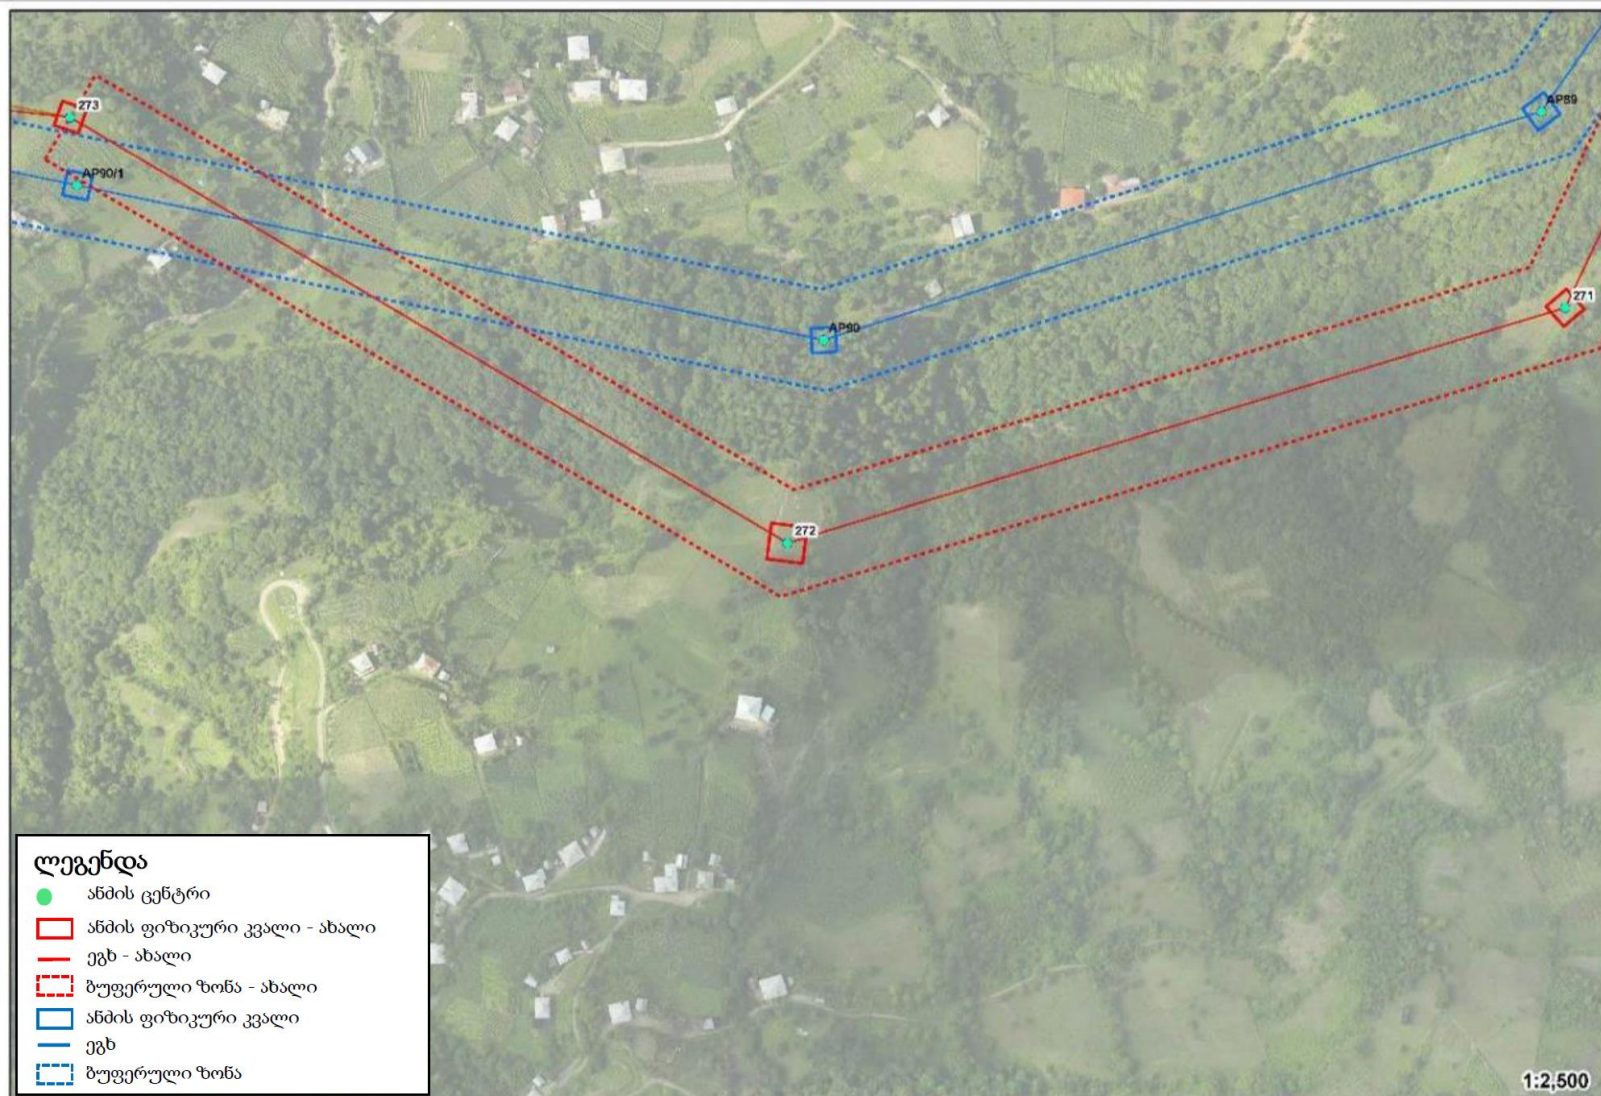 273
AP89
AP90/1
271
AP90
272
ლეგენდა
ანძის ცენტრი
ანძის ფიზიკური კვალი - ახალი
ეგხ - ახალი
ბუფერული ზონა - ახალი
ანძის ფიზიკური კვალი
ეგხ
ბუფერული ზონა
1:2,500